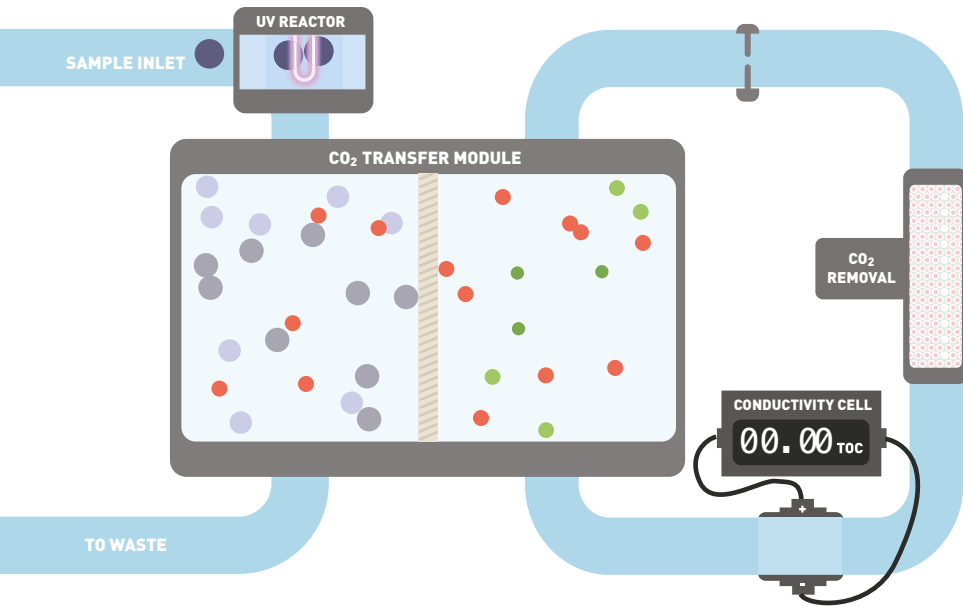 UV REACTOR
SAMPLE INLET
CO₂ TRANSFER MODULE
CO₂
REMOVAL
CONDUCTIVITY CELL
00.00 TOC
+
-
TO WASTE